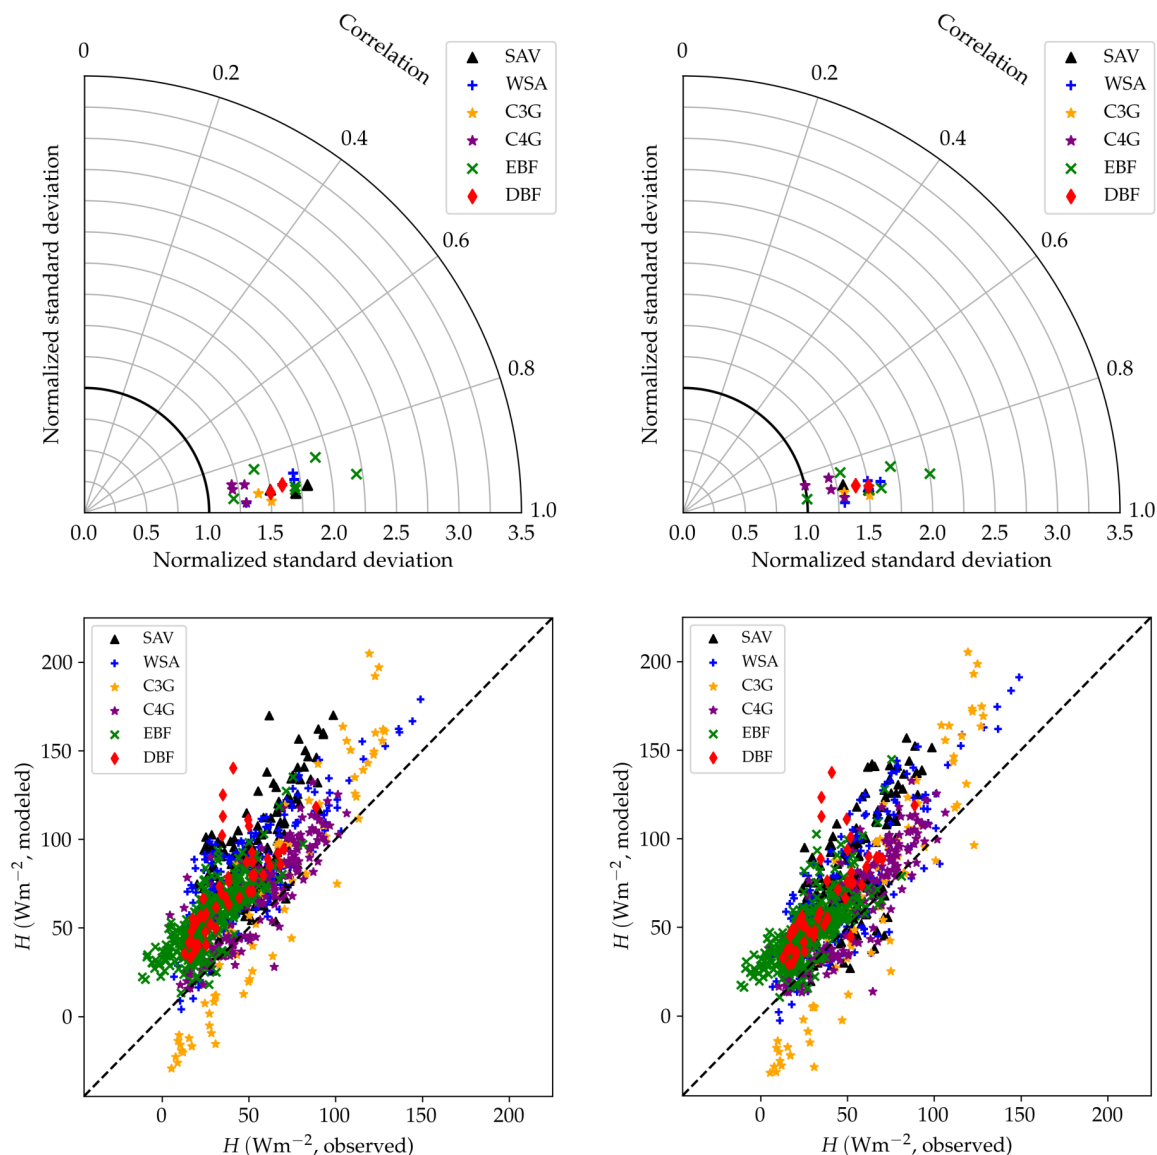 Correlation
0
0.2
0.4
0.6
0.8
1.0
SAV
WSA
C3G
C4G
EBF
DBF
Normalized standard deviation
0.0 0.5 1.0 1.5 2.0 2.5 3.0 3.5
Normalized standard deviation
Correlation
0
0.2
0.4
0.6
0.8
1.0
SAV
WSA
C3G
C4G
EBF
DBF
Normalized standard deviation
0.0 0.5 1.0 1.5 2.0 2.5 3.0 3.5
Normalized standard deviation
SAV
WSA
C3G
C4G
EBF
DBF
200
150
100
50
0
H (Wm−2, modeled)
0 50 100 150 200
H (Wm−2, observed)
SAV
WSA
C3G
C4G
EBF
DBF
200
150
100
50
0
H (Wm−2, modeled)
0 50 100 150 200
H (Wm−2, observed)